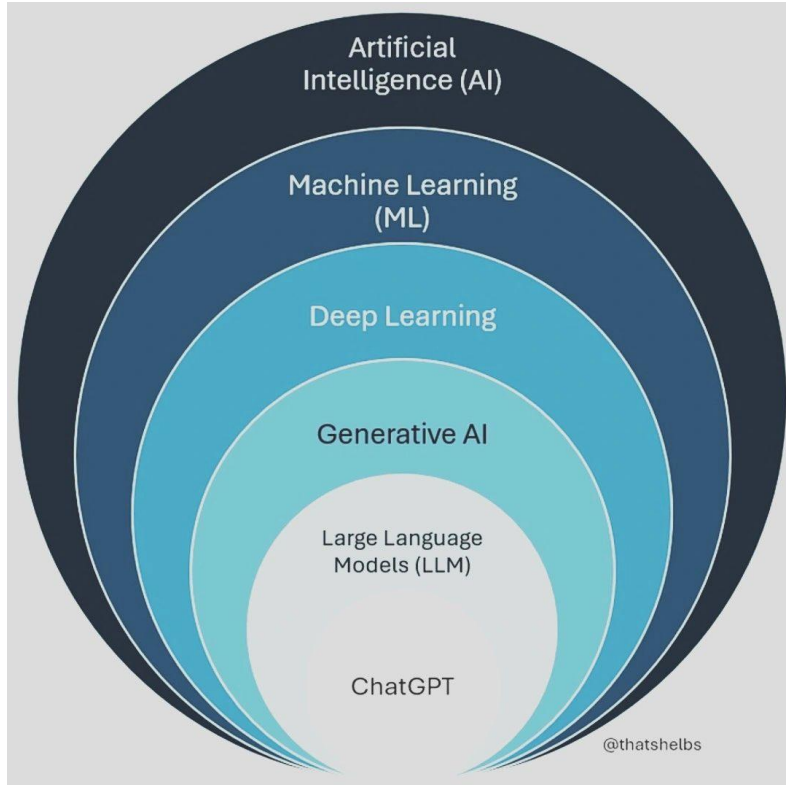 Artificial
Intelligence (AI)
Machine Learning
(ML)
Deep Learning
Generative AI
Large Language
Models (LLM)
ChatGPT
@thatshelbs